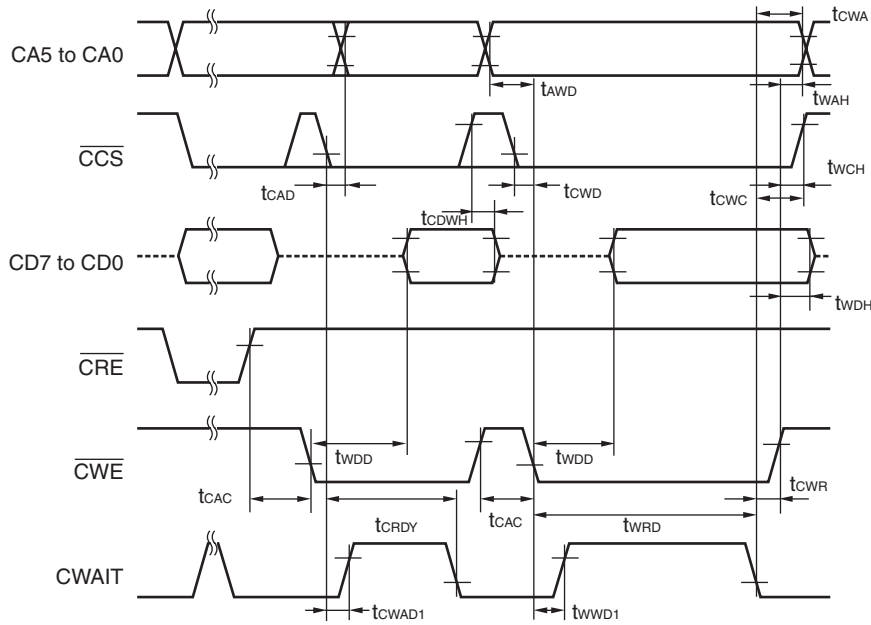 tCWA
CA5 to CA0
tAWD
tWAH
CCS
tCAD
tCWD
tWCH
tCWC
tCDWH
CD7 to CD0
tWDH
CRE
CWE
tWDD
tWDD
tCAC
tCWR
tCRDY
tCAC
tWRD
CWAIT
tCWAD1
tWWD1